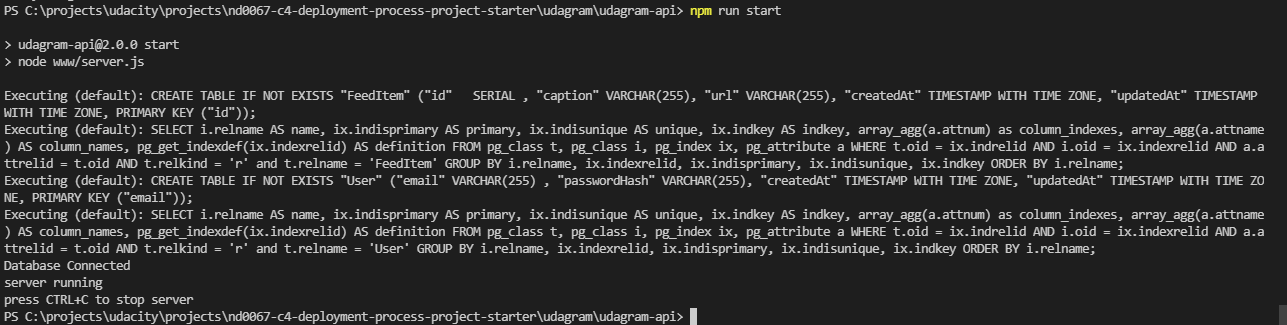 PS C:\projects\udacity\projects\nd0067-c4-deployment-process-project-starter\udagram\udagram-api> npm run start
> udagram-api@2.0.0 start
> node www/server.js
Executing (default): CREATE TABLE IF NOT EXISTS "FeedItem" ("id"   SERIAL , "caption" VARCHAR(255), "url" VARCHAR(255), "createdAt" TIMESTAMP WITH TIME ZONE, "updatedAt" TIMESTAMP
WITH TIME ZONE, PRIMARY KEY ("id"));
Executing (default): SELECT i.relname AS name, ix.indisprimary AS primary, ix.indisunique AS unique, ix.indkey AS indkey, array_agg(a.attnum) as column_indexes, array_agg(a.attname
) AS column_names, pg_get_indexdef(ix.indexrelid) AS definition FROM pg_class t, pg_class i, pg_index ix, pg_attribute a WHERE t.oid = ix.indrelid AND i.oid = ix.indexrelid AND a.a
ttrelid = t.oid AND t.relkind = 'r' and t.relname = 'FeedItem' GROUP BY i.relname, ix.indexrelid, ix.indisprimary, ix.indisunique, ix.indkey ORDER BY i.relname;
Executing (default): CREATE TABLE IF NOT EXISTS "User" ("email" VARCHAR(255) , "passwordHash" VARCHAR(255), "createdAt" TIMESTAMP WITH TIME ZONE, "updatedAt" TIMESTAMP WITH TIME ZO
NE, PRIMARY KEY ("email"));
Executing (default): SELECT i.relname AS name, ix.indisprimary AS primary, ix.indisunique AS unique, ix.indkey AS indkey, array_agg(a.attnum) as column_indexes, array_agg(a.attname
) AS column_names, pg_get_indexdef(ix.indexrelid) AS definition FROM pg_class t, pg_class i, pg_index ix, pg_attribute a WHERE t.oid = ix.indrelid AND i.oid = ix.indexrelid AND a.a
ttrelid = t.oid AND t.relkind = 'r' and t.relname = 'User' GROUP BY i.relname, ix.indexrelid, ix.indisprimary, ix.indisunique, ix.indkey ORDER BY i.relname;
Database Connected
server running
press CTRL+C to stop server
PS C:\projects\udacity\projects\nd0067-c4-deployment-process-project-starter\udagram\udagram-api>